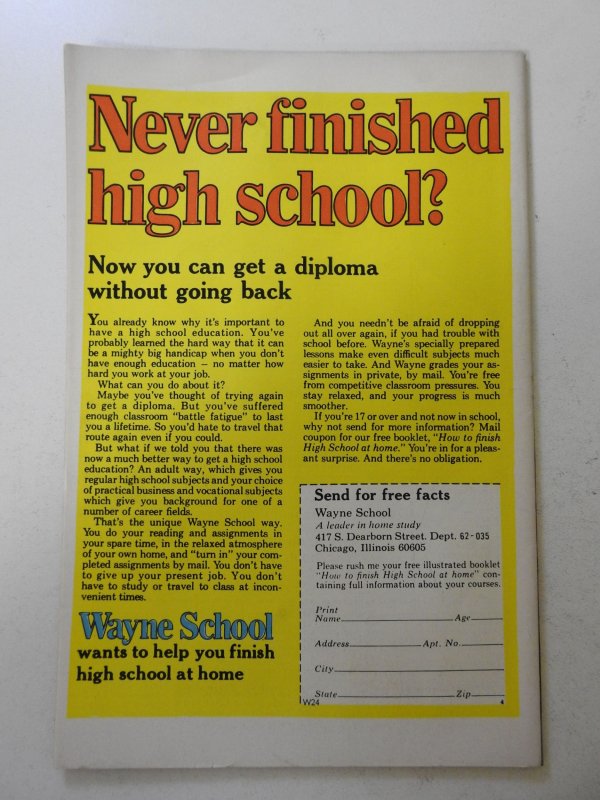 Never finished
high school?
Now you can get a diploma
without going back
You already know why it's important to
have a high school education. You've
probably learned the hard way that it can
be a mighty big handicap when you don't
have enough education — no matter how
hard you work at your job.
What can you do about it?
Maybe you've thought of trying again
to get a diploma. But you've suffered
enough classroom "battle fatigue" to last
you a lifetime. So you'd hate to travel that
route again even if you could.
But what if we told you that there was
now a much better way to get a high school
education? An adult way, which gives you
regular high school subjects and your choice
of practical business and vocational subjects
which give you background for one of a
number of career fields.
That's the unique Wayne School way.
You do your reading and assignments in
your spare time, in the relaxed atmosphere
of your own home, and "turn in" your com-
pleted assignments by mail. You don't have
to give up your present job. You don't
have to study or travel to class at incon-
venient times.
Wayne School
wants to help you finish
high school at home
And you needn't be afraid of dropping
out all over again, if you had trouble with
school before. Wayne's specially prepared
lessons make even difficult subjects much
easier to take. And Wayne grades your as-
signments in private, by mail. You're free
from competitive classroom pressures. You
stay relaxed, and your progress is much
smoother.
If you're 17 or over and not now in school,
why not send for more information? Mail
coupon for our free booklet, "How to finish
High School at home." You're in for a pleas-
ant surprise. And there's no obligation.
Send for free facts
Wayne School
A leader in home study
417 S. Dearborn Street. Dept. 62-035
Chicago, Illinois 60605
Please rush me your free illustrated booklet
"How to finish High School at home" con-
taining full information about your courses.
Print
Name Age
Address Apt. No.
City
State Zip
W24 4